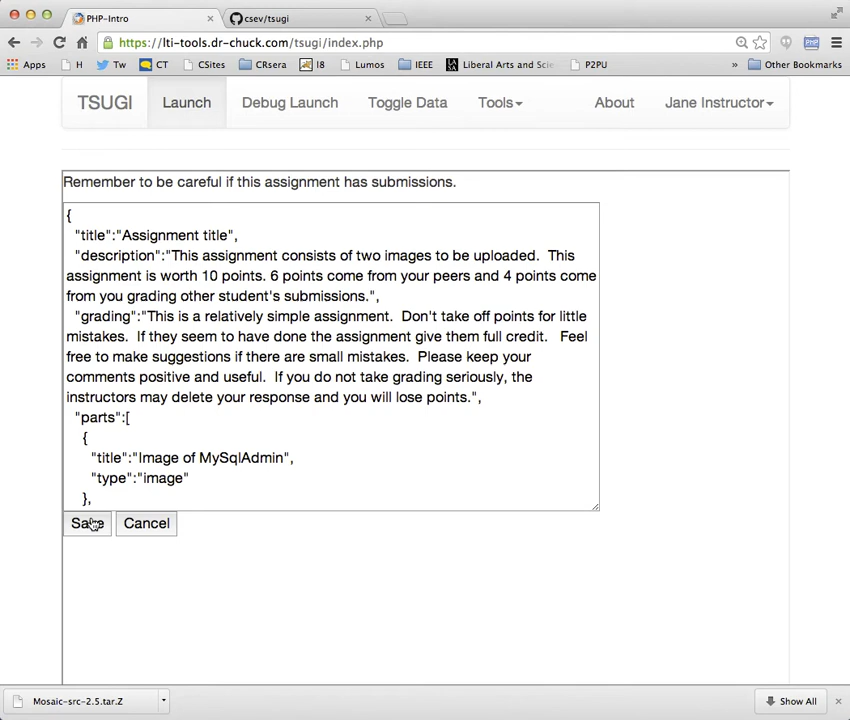 PHP-Intro
csev/tsugi
https://lti-tools.dr-chuck.com/tsugi/index.php
Apps H Tw CT CSites CRsera I8 Lumos IEEE Liberal Arts and Scie P2PU » Other Bookmarks
TSUGI Launch Debug Launch Toggle Data Tools About Jane Instructor
Remember to be careful if this assignment has submissions.
{
"title":"Assignment title",
"description":"This assignment consists of two images to be uploaded. This
assignment is worth 10 points. 6 points come from your peers and 4 points come
from you grading other student's submissions.",
"grading":"This is a relatively simple assignment. Don't take off points for little
mistakes. If they seem to have done the assignment give them full credit. Feel
free to make suggestions if there are small mistakes. Please keep your
comments positive and useful. If you do not take grading seriously, the
instructors may delete your response and you will lose points.",
"parts":[
{
"title":"Image of MySqlAdmin",
"type":"image"
},
Save Cancel
Mosaic-src-2.5.tar.Z Show All